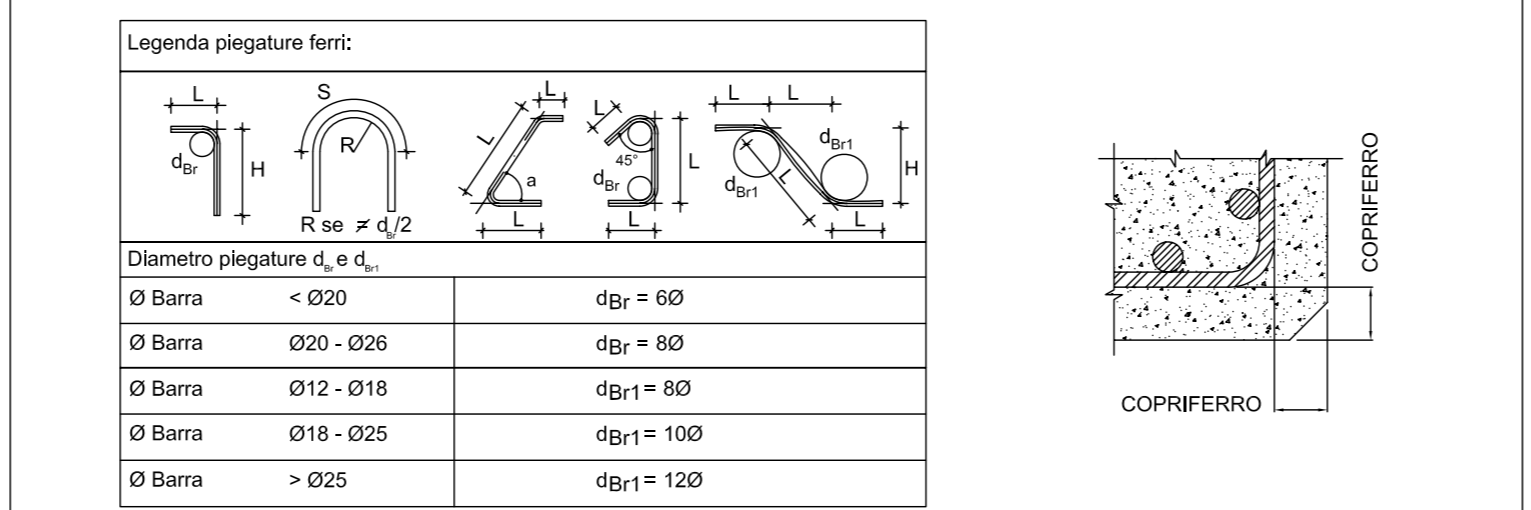 Legenda piegature ferri:
L
H
dBr
S
R
R se ≠ dBr/2
L
L
a
L
L
45°
dBr
L
L
L
L
dBr1
L
dBr1
H
L
Diametro piegature dBr e dBr1
Ø Barra < Ø20 dBr = 6Ø
Ø Barra Ø20 - Ø26 dBr = 8Ø
Ø Barra Ø12 - Ø18 dBr1 = 8Ø
Ø Barra Ø18 - Ø25 dBr1 = 10Ø
Ø Barra > Ø25 dBr1 = 12Ø
COPRIFERRO
COPRIFERRO